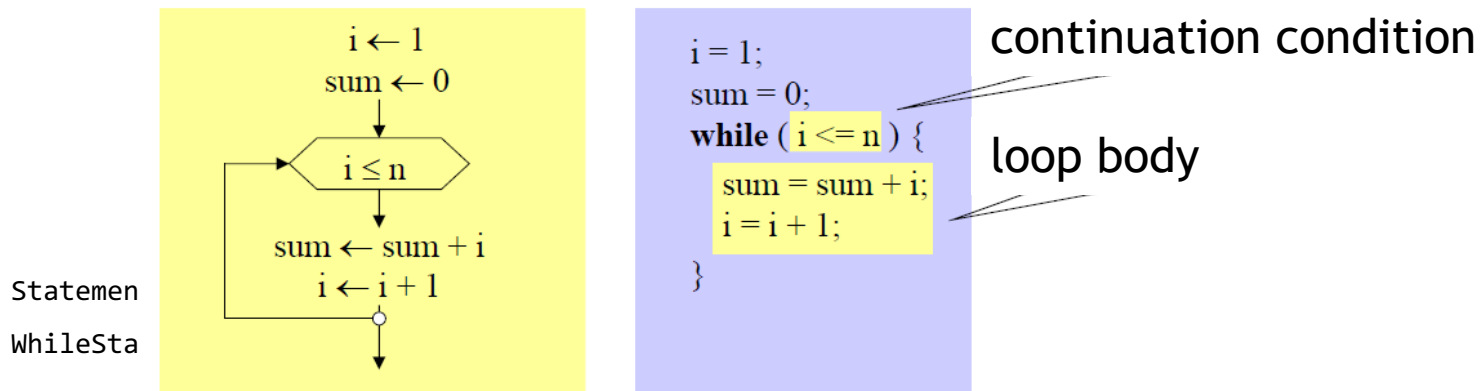 i ← 1
sum ← 0
i ≤ n
sum ← sum + i
i ← i + 1
Statemen
WhileSta
i = 1;
sum = 0;
while ( i <= n ) {
sum = sum + i;
i = i + 1;
}
continuation condition
loop body